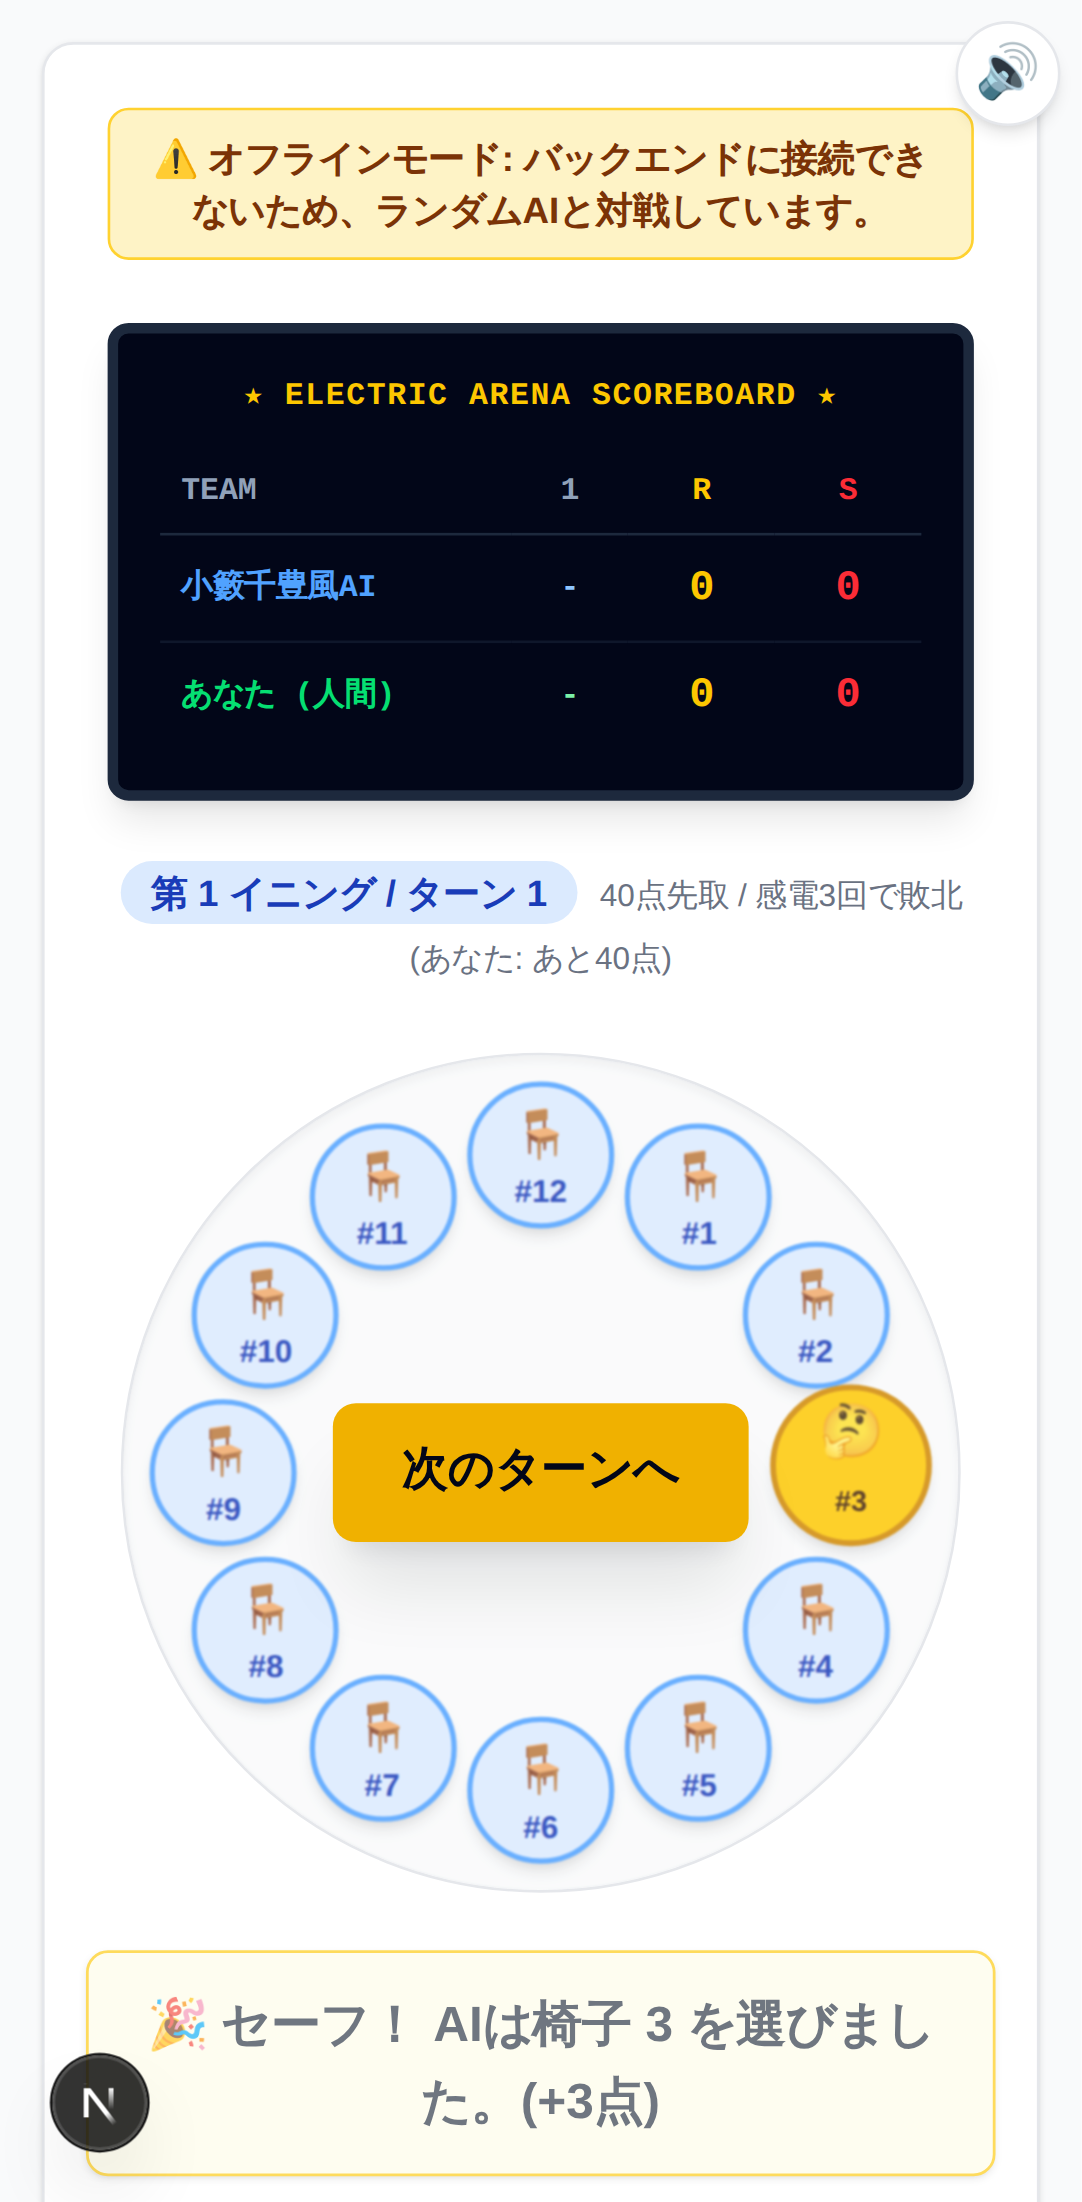 ⚠️ オフラインモード: バックエンドに接続でき
ないため、ランダムAIと対戦しています。
★ ELECTRIC ARENA SCOREBOARD ★
TEAM 1 R S
小籔千豊風AI - 0 0
あなた (人間) - 0 0
第 1 イニング / ターン 1 40点先取 / 感電3回で敗北
(あなた: あと40点)
#12
#11
#1
#10
#2
#9
次のターンへ
#3
#8
#4
#7
#5
#6
🎉 セーフ！ AIは椅子 3 を選びまし
た。(+3点)
N